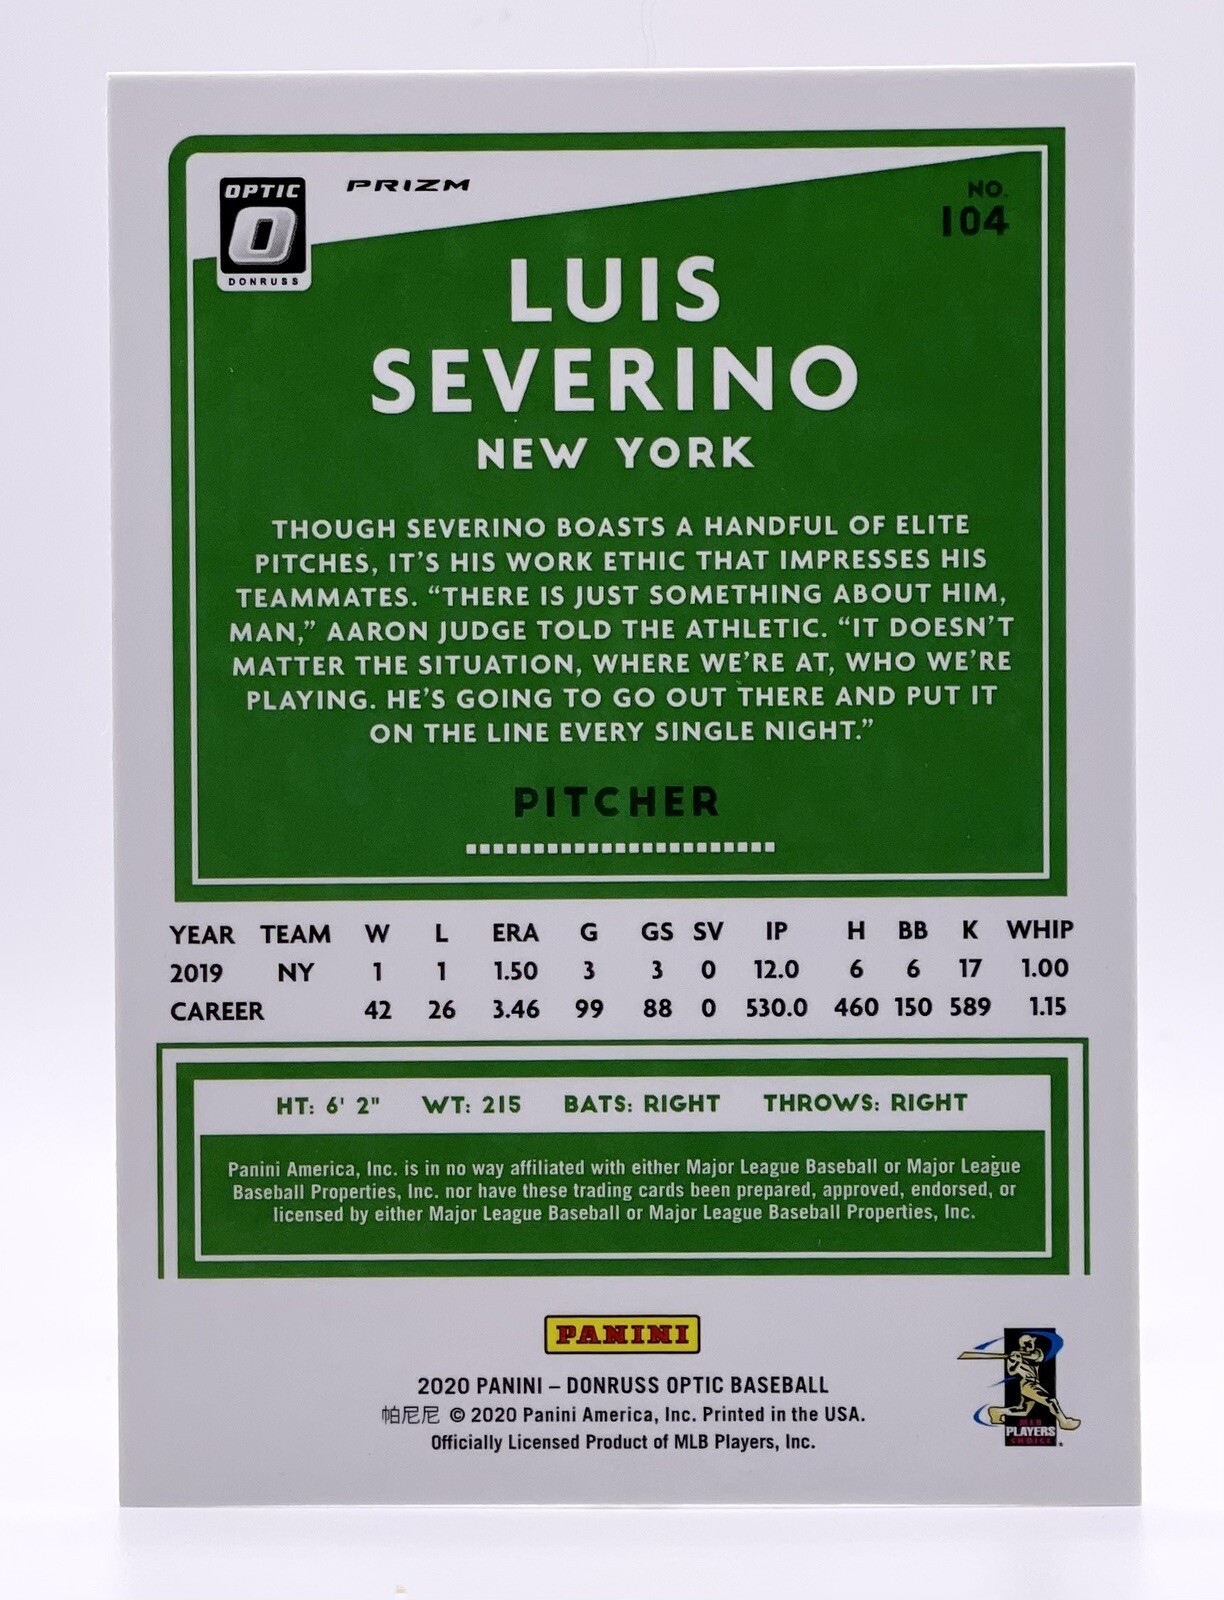 OPTIC
DONRUSS
PRIZM
NO.
104
LUIS
SEVERINO
NEW YORK
THOUGH SEVERINO BOASTS A HANDFUL OF ELITE
PITCHES, IT'S HIS WORK ETHIC THAT IMPRESSES HIS
TEAMMATES. “THERE IS JUST SOMETHING ABOUT HIM,
MAN,” AARON JUDGE TOLD THE ATHLETIC. “IT DOESN'T
MATTER THE SITUATION, WHERE WE'RE AT, WHO WE'RE
PLAYING. HE'S GOING TO GO OUT THERE AND PUT IT
ON THE LINE EVERY SINGLE NIGHT.”
PITCHER
YEAR TEAM W L ERA G GS SV IP H BB K WHIP
2019 NY 1 1 1.50 3 3 0 12.0 6 6 17 1.00
CAREER 42 26 3.46 99 88 0 530.0 460 150 589 1.15
HT: 6' 2" WT: 215 BATS: RIGHT THROWS: RIGHT
Panini America, Inc. is in no way affiliated with either Major League Baseball or Major League
Baseball Properties, Inc. nor have these trading cards been prepared, approved, endorsed, or
licensed by either Major League Baseball or Major League Baseball Properties, Inc.
PANINI
2020 PANINI – DONRUSS OPTIC BASEBALL
帕尼尼 © 2020 Panini America, Inc. Printed in the USA.
Officially Licensed Product of MLB Players, Inc.
MLB
PLAYERS
CHOICE